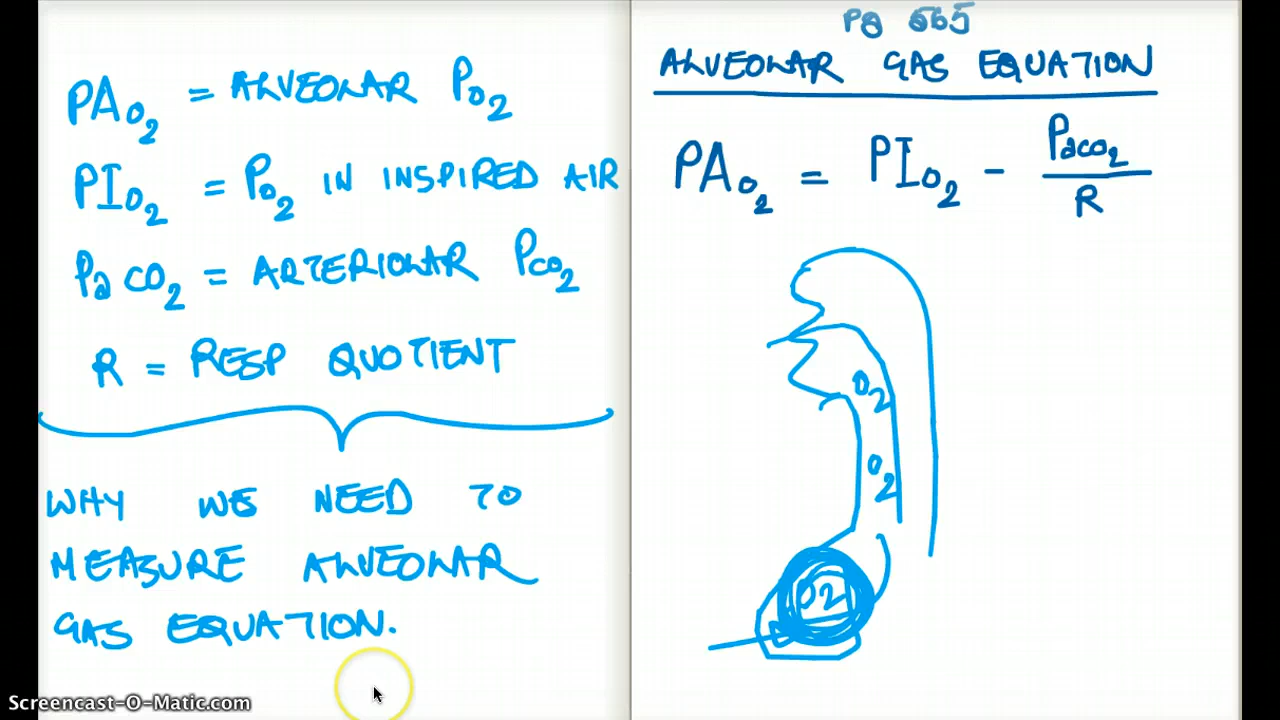 PAO2 = ALVEOLAR PO2
PIO2 = PO2 IN INSPIRED AIR
PaCO2 = ARTERIOLAR PCO2
R = RESP QUOTIENT
WHY WE NEED TO
MEASURE ALVEOLAR
GAS EQUATION.
Pg 565
ALVEOLAR GAS EQUATION
PAO2 = PIO2 - PaCO2 / R
O2
O2
O2
Screencast-O-Matic.com